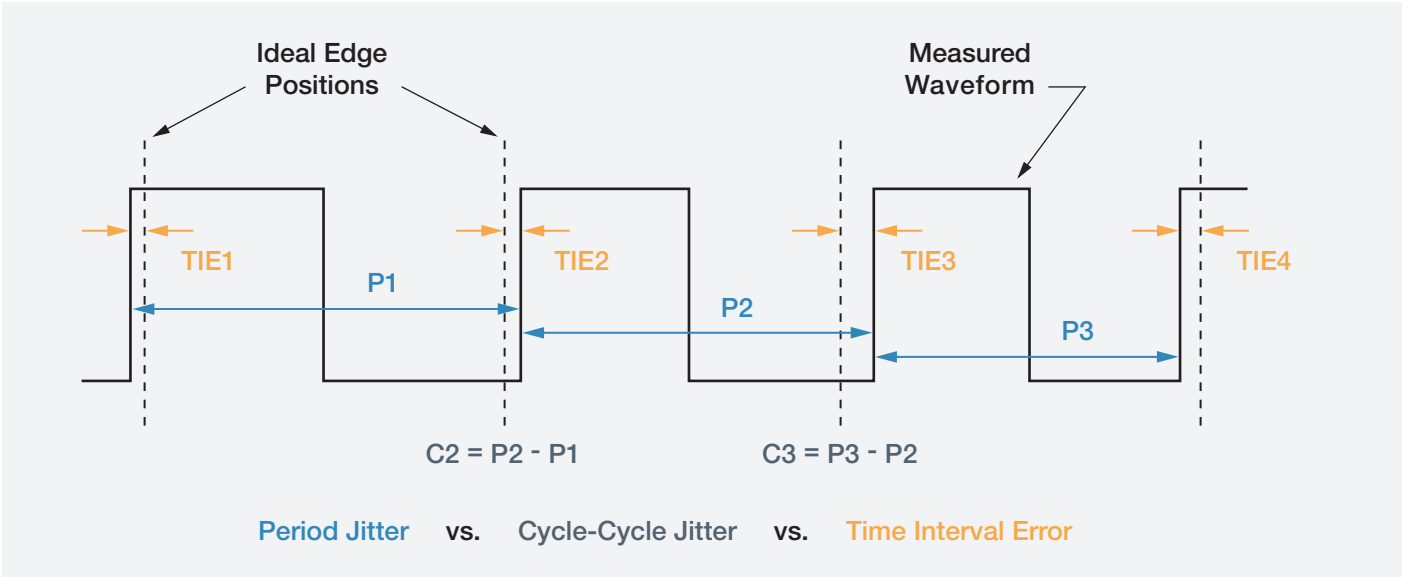 Ideal Edge
Positions
Measured
Waveform
TIE1
TIE2
TIE3
TIE4
P1
P2
P3
C2 = P2 - P1
C3 = P3 - P2
Period Jitter vs. Cycle-Cycle Jitter vs. Time Interval Error